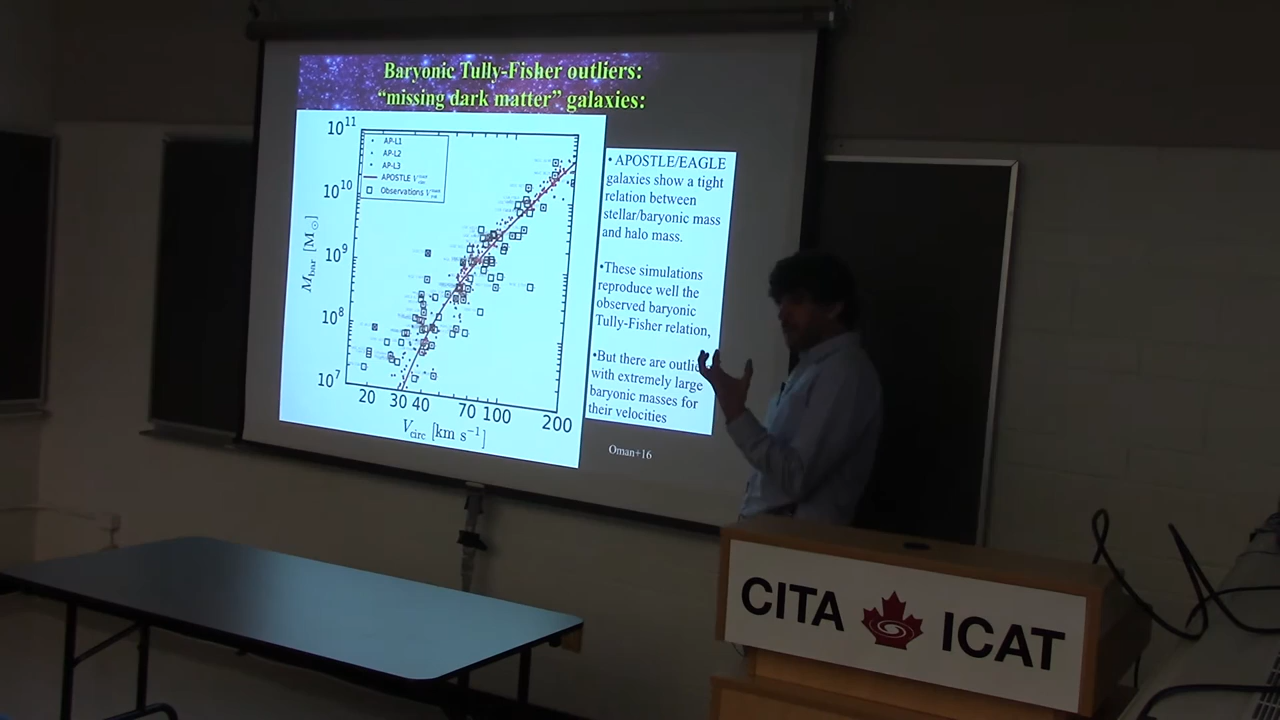 Baryonic Tully-Fisher outliers:
"missing dark matter" galaxies:
10^11
10^10
10^9
10^8
10^7
M_bar [M_☉]
AP-L1
AP-L2
AP-L3
APOSTLE V
Observations V
20 30 40 70 100 200
V_circ [km s^-1]
• APOSTLE/EAGLE
galaxies show a tight
relation between
stellar/baryonic mass
and halo mass.
•These simulations
reproduce well the
observed baryonic
Tully-Fisher relation,
•But there are outlie
with extremely large
baryonic masses for
their velocities
Oman+16
CITA ICAT